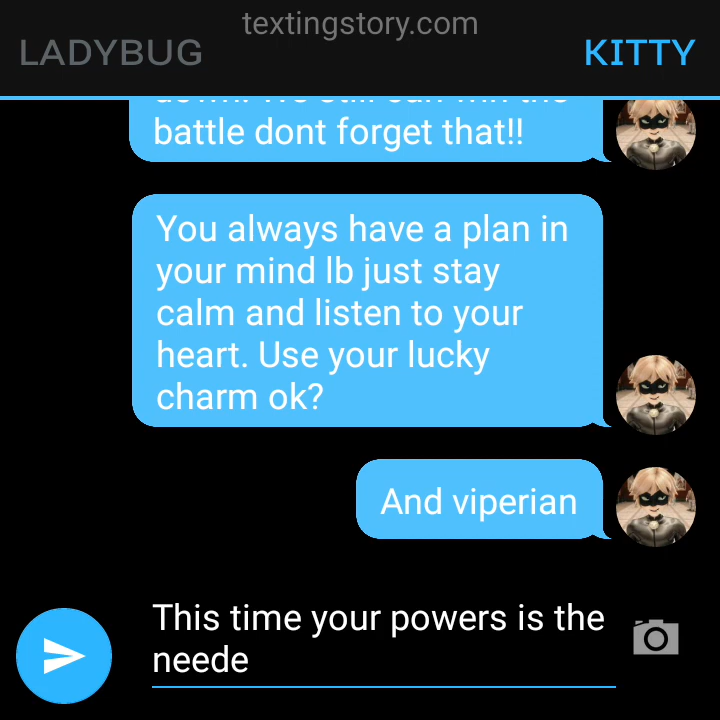 textingstory.com
LADYBUG
KITTY
battle dont forget that!!
You always have a plan in
your mind lb just stay
calm and listen to your
heart. Use your lucky
charm ok?
And viperian
This time your powers is the
neede